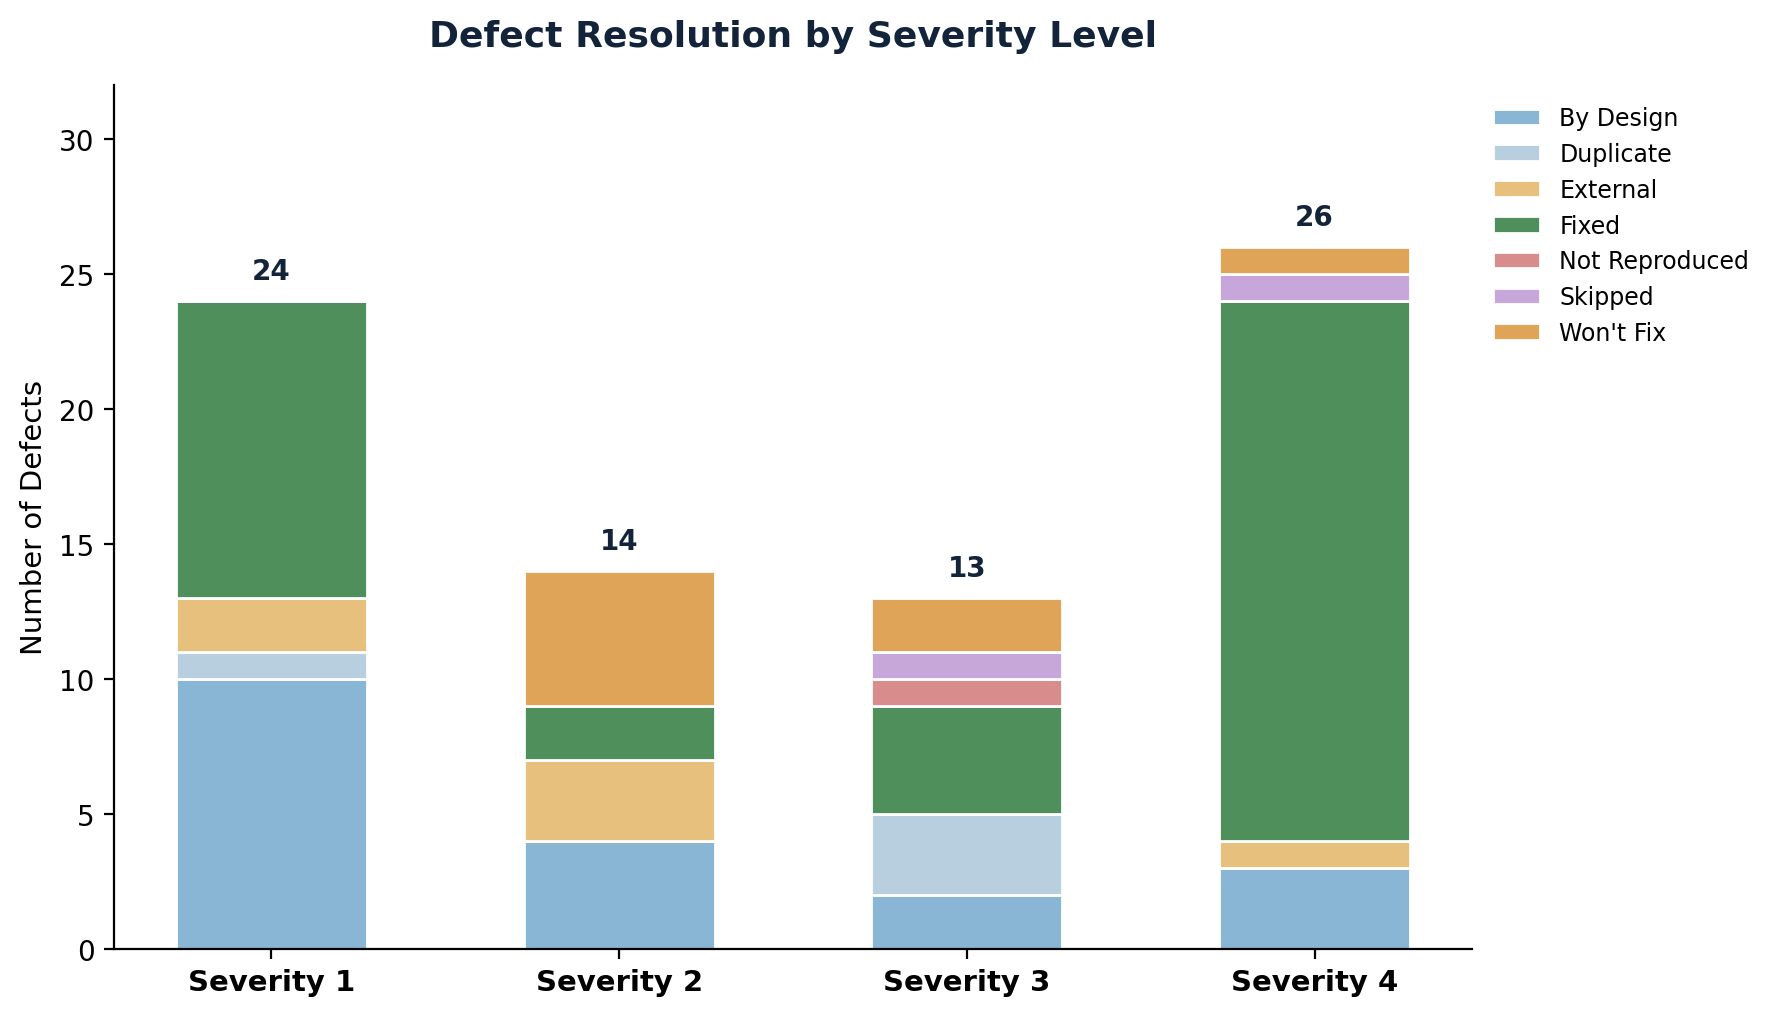 Defect Resolution by Severity Level
Number of Defects
30
25
20
15
10
5
0
24
14
13
26
Severity 1
Severity 2
Severity 3
Severity 4
By Design
Duplicate
External
Fixed
Not Reproduced
Skipped
Won't Fix